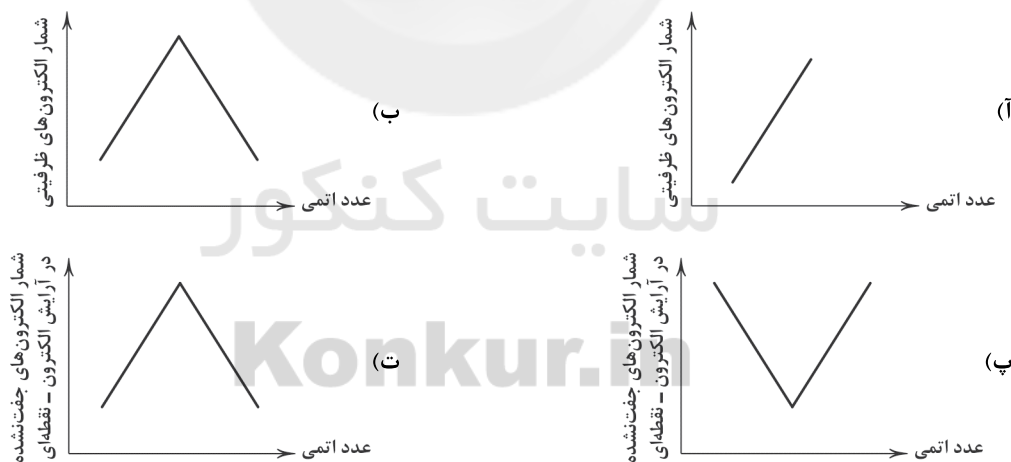 آ)
شمار الکترون‌های ظرفیتی
عدد اتمی
ب)
شمار الکترون‌های ظرفیتی
عدد اتمی
سایت کنکور
پ)
شمار الکترون‌های جفت‌نشده
در آرایش الکترون ـ نقطه‌ای
عدد اتمی
ت)
شمار الکترون‌های جفت‌نشده
در آرایش الکترون ـ نقطه‌ای
عدد اتمی
Konkur.in